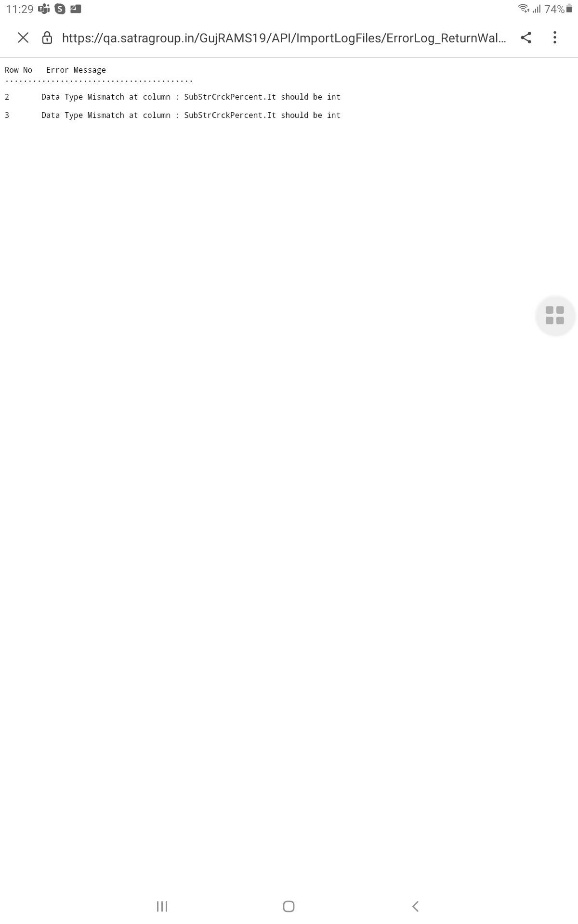 11:29
74%
https://qa.satragroup.in/GujRAMS19/API/ImportLogFiles/ErrorLog_ReturnWal...
Row No Error Message
.........................................
2 Data Type Mismatch at column : SubStrCrckPercent.It should be int
3 Data Type Mismatch at column : SubStrCrckPercent.It should be int